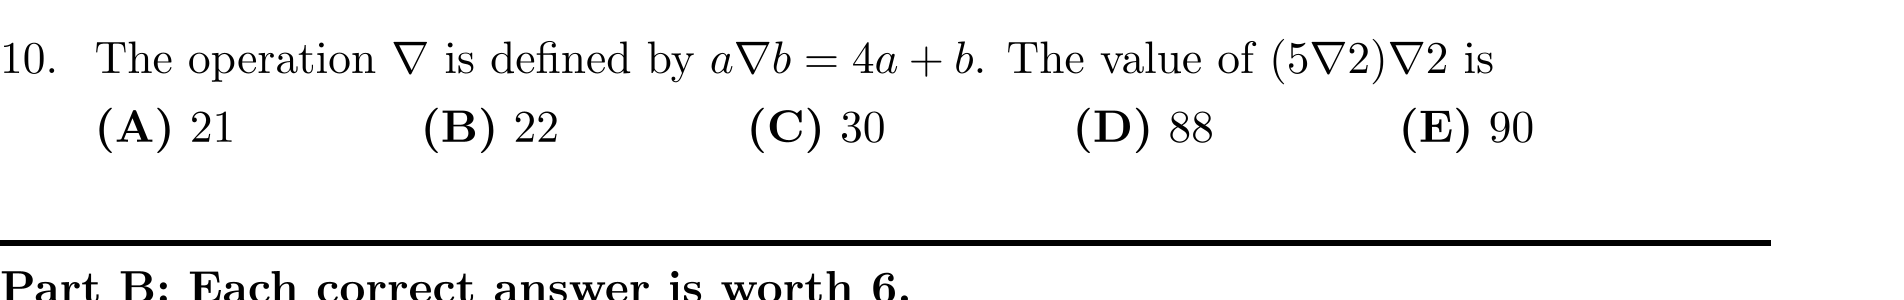 10. The operation ∇ is defined by a∇b = 4a + b. The value of (5∇2)∇2 is
(A) 21 (B) 22 (C) 30 (D) 88 (E) 90
Part B: Each correct answer is worth 6.